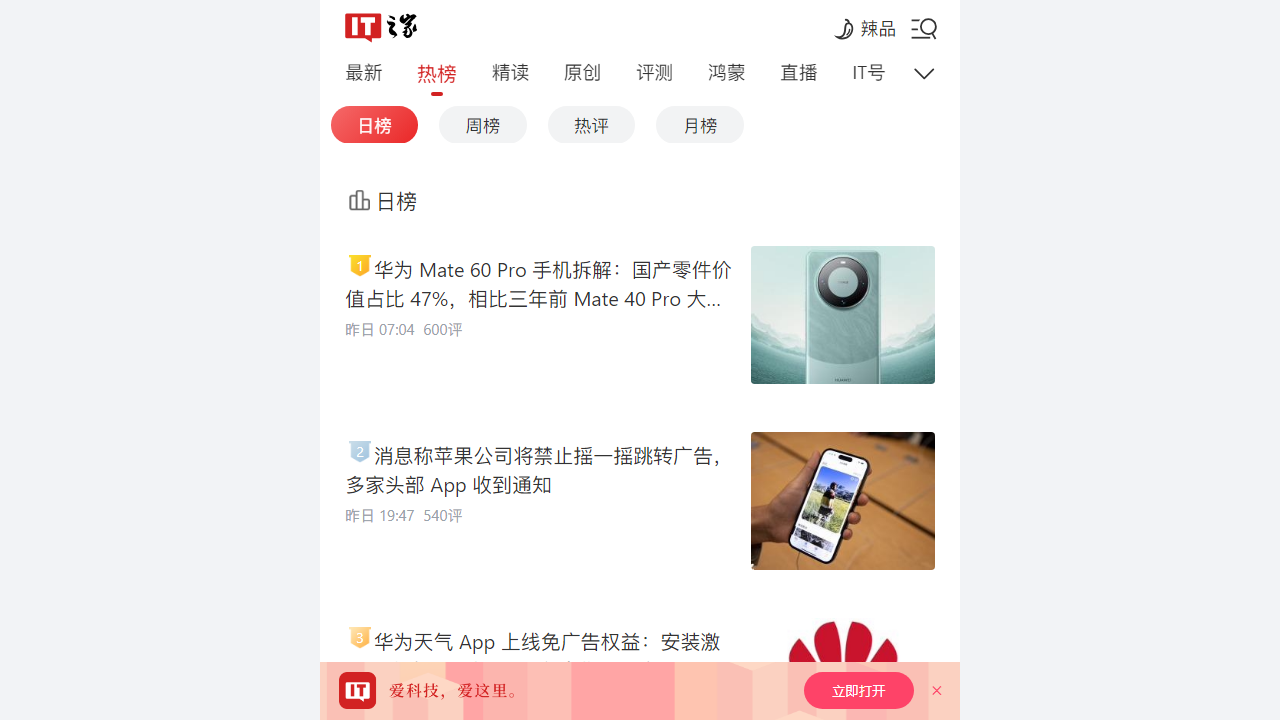 IT之家
辣品
最新 热榜 精读 原创 评测 鸿蒙 直播 IT号
日榜 周榜 热评 月榜
日榜
1 华为 Mate 60 Pro 手机拆解：国产零件价
值占比 47%，相比三年前 Mate 40 Pro 大...
昨日 07:04 600评
2 消息称苹果公司将禁止摇一摇跳转广告，
多家头部 App 收到通知
昨日 19:47 540评
3 华为天气 App 上线免广告权益：安装激
IT 爱科技，爱这里。
立即打开 ×